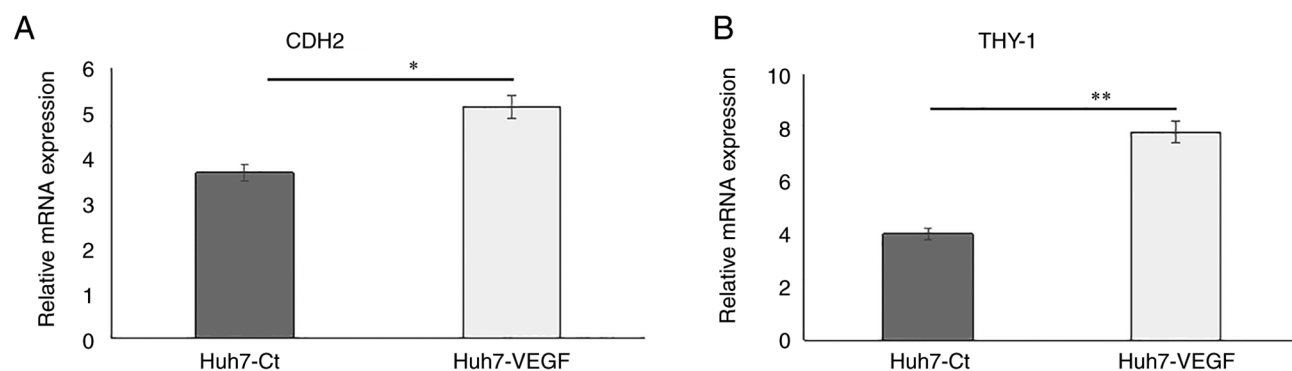 A
CDH2
*
Relative mRNA expression
6
5
4
3
2
1
0
Huh7-Ct
Huh7-VEGF
B
THY-1
**
Relative mRNA expression
10
8
6
4
2
0
Huh7-Ct
Huh7-VEGF